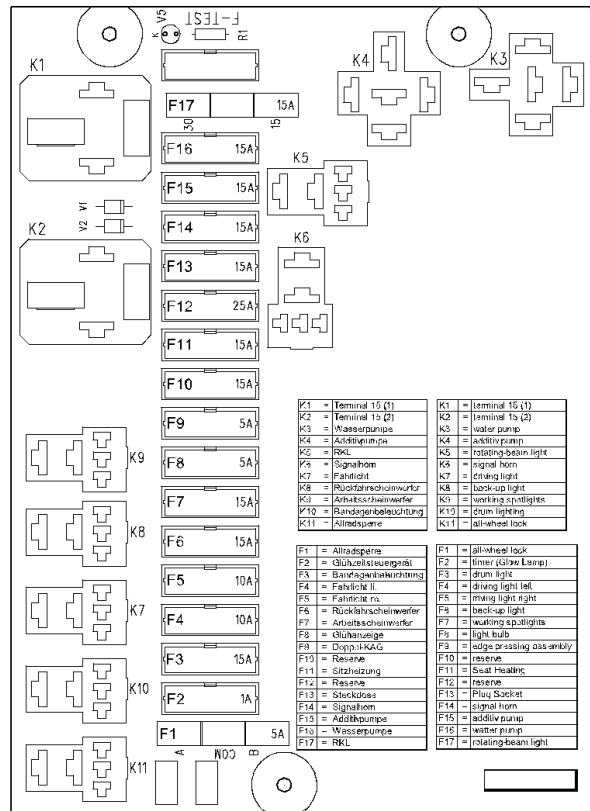 K
V5
F-TEST
R1
K1
K4
K3
F17 15A
30 15
F16 15A
K5
F15 15A
V1
V2
F14 15A
K2
K6
F13 15A
F12 25A
F11 15A
F10 15A
F9 5A
K9
F8 5A
F7 15A
K8
F6 15A
F5 10A
K7
F4 10A
F3 15A
K10
F2 1A
F1 5A
A COM B
K11
K1 = Terminal 15 (1)
K2 = Terminal 15 (2)
K3 = Wasserpumpe
K4 = Additivpumpe
K5 = RKL
K6 = Signalhorn
K7 = Fahrlicht
K8 = Rückfahrscheinwerfer
K9 = Arbeitsscheinwerfer
K10 = Bandagenbeleuchtung
K11 = Allradsperre
K1 = terminal 15 (1)
K2 = terminal 15 (2)
K3 = water pump
K4 = additiv pump
K5 = rotating-beam light
K6 = signal horn
K7 = driving light
K8 = back-up light
K9 = working spotlights
K10 = drum lighting
K11 = all-wheel lock
F1 = Allradsperre
F2 = Glühzeitsteuergerät
F3 = Bandagenbeleuchtung
F4 = Fahrlicht li.
F5 = Fahrlicht re.
F6 = Rückfahrscheinwerfer
F7 = Arbeitsscheinwerfer
F8 = Glühanzeige
F9 = Doppel-KAG
F10 = Reserve
F11 = Sitzheizung
F12 = Reserve
F13 = Steckdose
F14 = Signalhorn
F15 = Additivpumpe
F16 = Wasserpumpe
F17 = RKL
F1 = all-wheel lock
F2 = timer (Glow Lamp)
F3 = drum light
F4 = driving light left
F5 = light right
F6 = back-up light
F7 = working spotlights
F8 = light bulb
F9 = edge pressing assembly
F10 = reserve
F11 = Seat Heating
F12 = reserve
F13 = Plug Socket
F14 = signal horn
F15 = additiv pump
F16 = watter pump
F17 = rotating-beam light